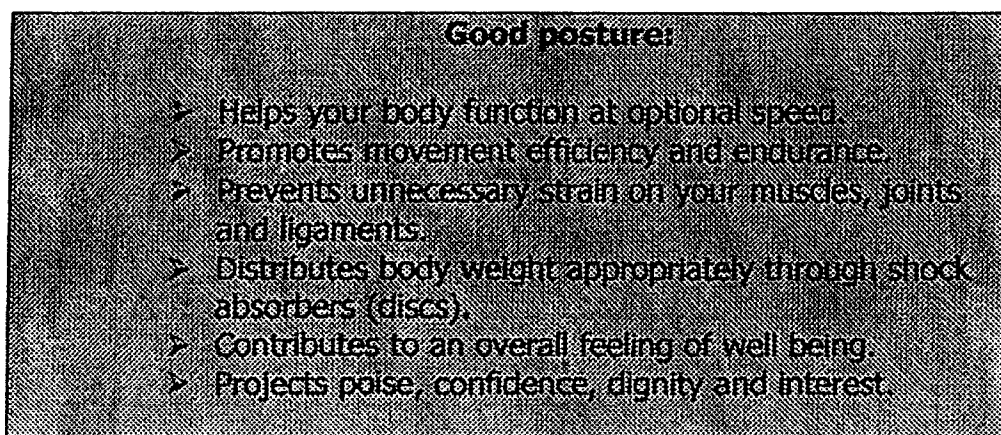 Good posture:
➢ Helps your body function at optional speed.
➢ Promotes movement efficiency and endurance.
➢ Prevents unnecessary strain on your muscles, joints
and ligaments.
➢ Distributes body weight appropriately through shock
absorbers (discs).
➢ Contributes to an overall feeling of well being.
➢ Projects poise, confidence, dignity and interest.